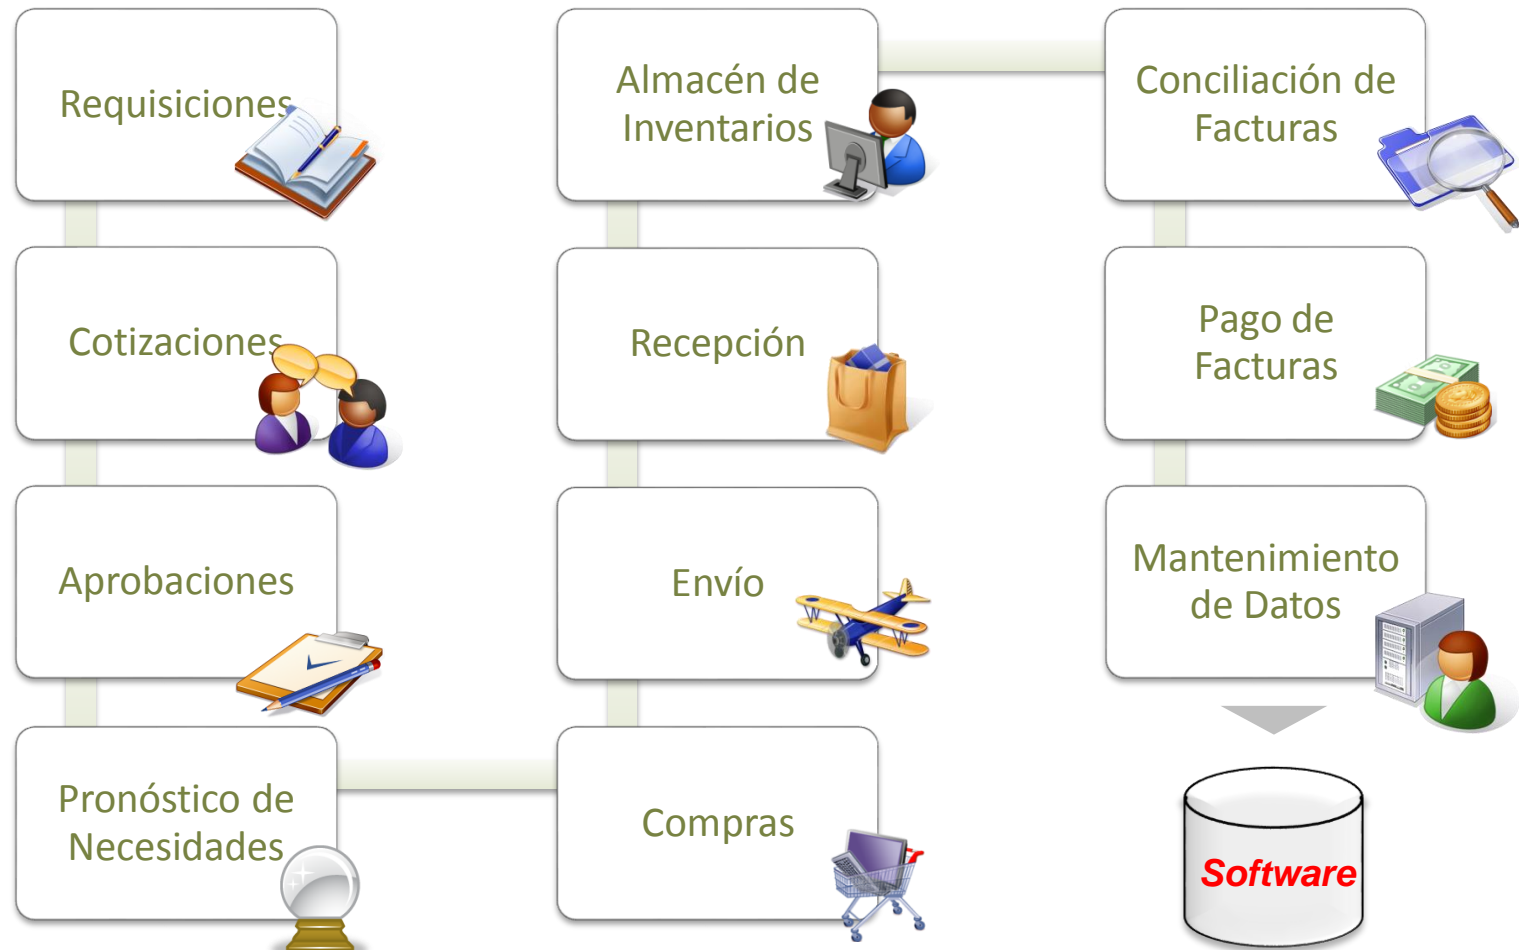 Requisiciones
Cotizaciones
Aprobaciones
Pronóstico de
Necesidades
Almacén de
Inventarios
Recepción
Envío
Compras
Conciliación de
Facturas
Pago de
Facturas
Mantenimiento
de Datos
Software